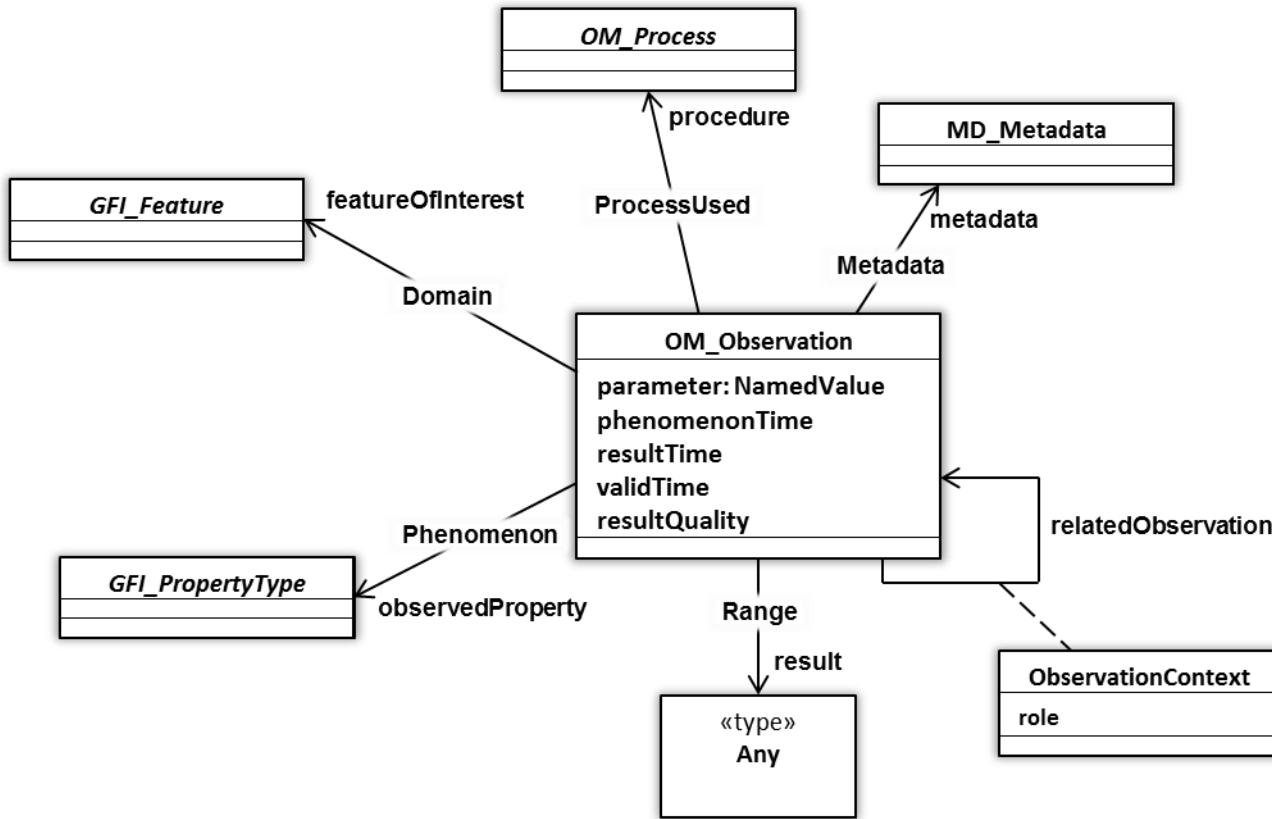 OM_Process
procedure
MD_Metadata
GFI_Feature
featureOfInterest
ProcessUsed
metadata
Metadata
Domain
OM_Observation
parameter: NamedValue
phenomenonTime
resultTime
validTime
resultQuality
Phenomenon
relatedObservation
GFI_PropertyType
observedProperty
Range
result
ObservationContext
role
«type»
Any